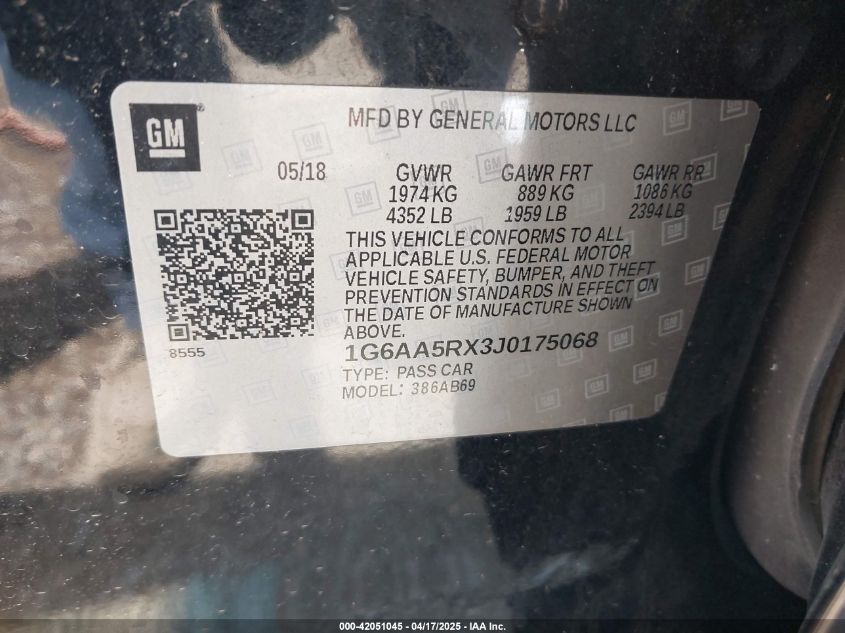 GM
MFD BY GENERAL MOTORS LLC
05/18 GVWR GAWR FRT GAWR RR
1974 KG 889 KG 1086 KG
4352 LB 1959 LB 2394 LB
THIS VEHICLE CONFORMS TO ALL
APPLICABLE U.S. FEDERAL MOTOR
VEHICLE SAFETY, BUMPER, AND THEFT
PREVENTION STANDARDS IN EFFECT ON
THE DATE OF MANUFACTURE SHOWN
ABOVE.
8555
1G6AA5RX3J0175068
TYPE: PASS CAR
MODEL: 386AB69
000-42051045 - 04/17/2025 - IAA Inc.